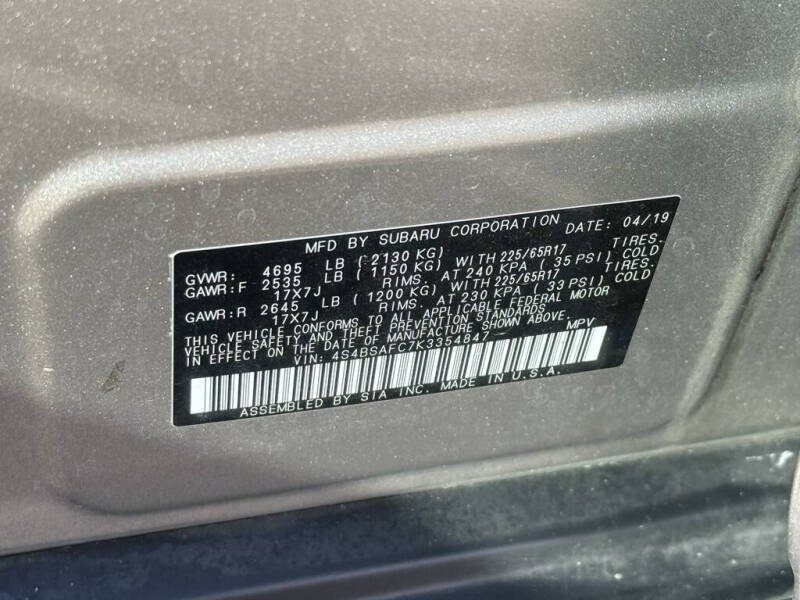 MFD BY SUBARU CORPORATION DATE: 04/19
GVWR: 4695 LB ( 2130 KG)
GAWR:F 2535 LB ( 1150 KG) WITH 225/65R17 TIRES.
17X7J RIMS. AT 240 KPA ( 35 PSI) COLD
GAWR:R 2645 LB ( 1200 KG) WITH 225/65R17 TIRES.
17X7J RIMS. AT 230 KPA ( 33 PSI) COLD
THIS VEHICLE CONFORMS TO ALL APPLICABLE FEDERAL MOTOR
VEHICLE SAFETY AND THEFT PREVENTION STANDARDS
IN EFFECT ON THE DATE OF MANUFACTURE SHOWN ABOVE.
VIN: 4S4BSAFC7K3354847 MPV
ASSEMBLED BY SIA INC. MADE IN U.S.A.